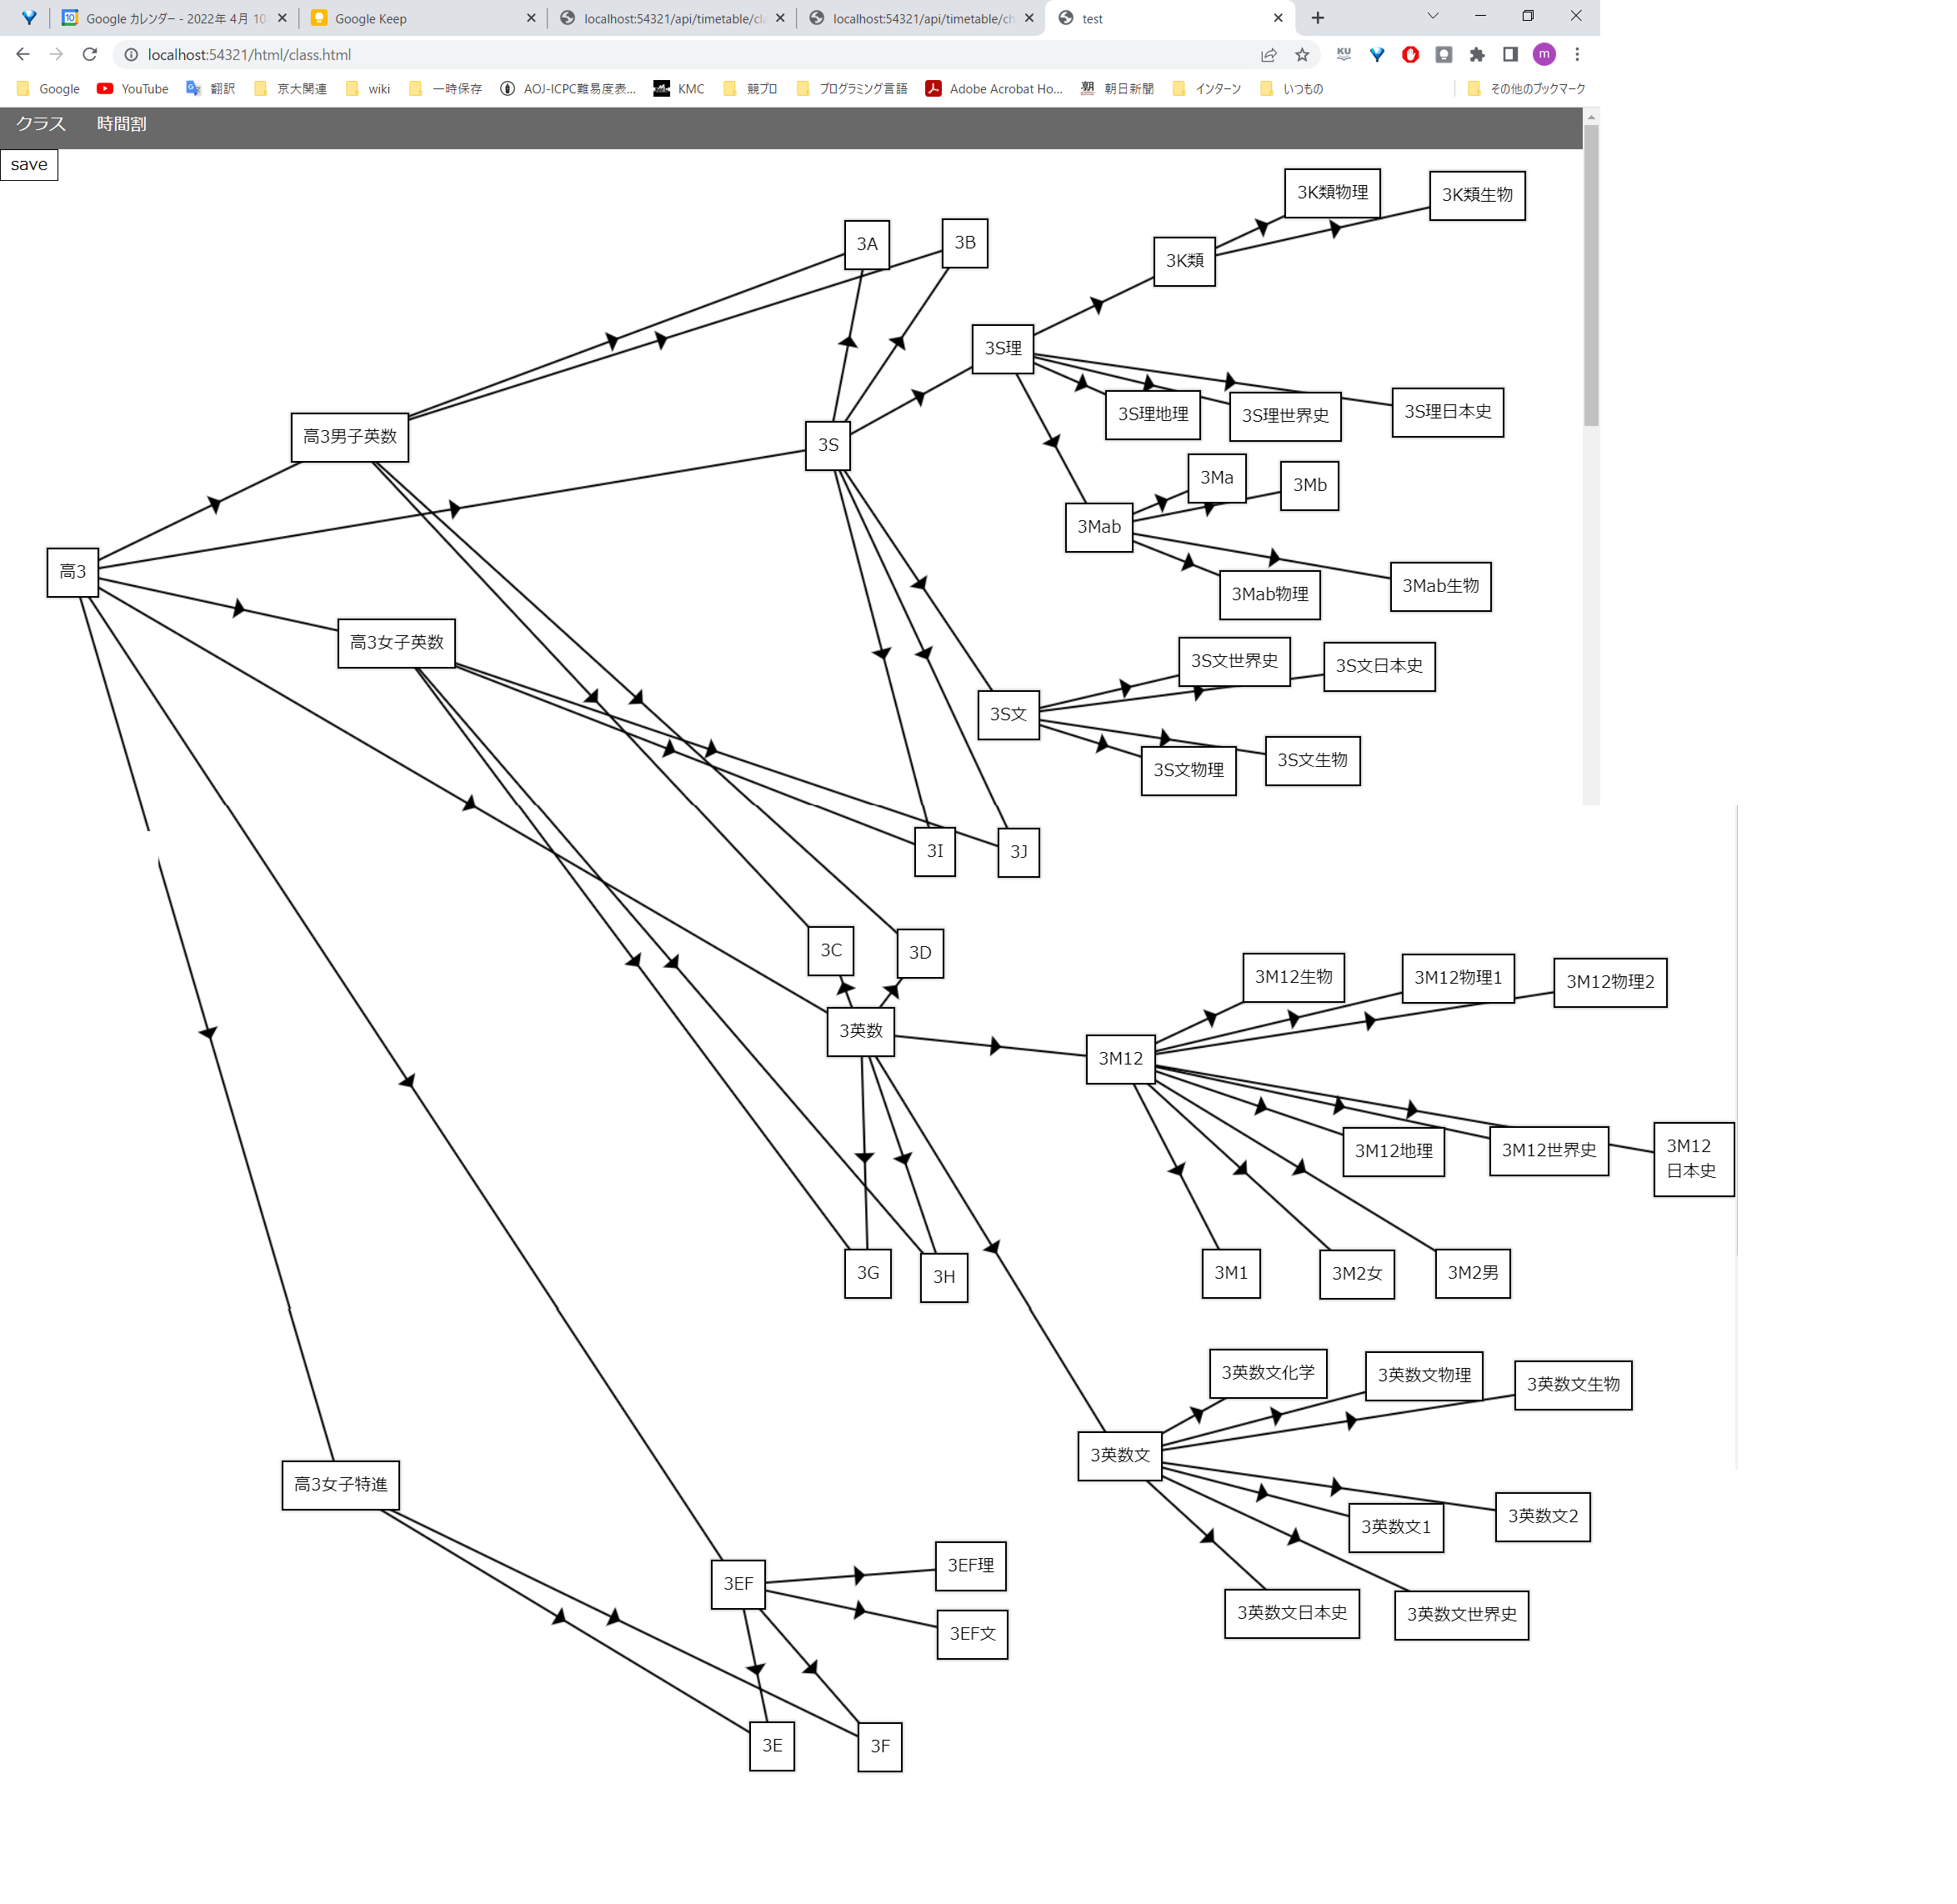 Google カレンダー - 2022年 4月 10
Google Keep
localhost:54321/api/timetable/cl
localhost:54321/api/timetable/ch
test
localhost:54321/html/class.html
Google
YouTube
翻訳
京大関連
wiki
一時保存
AOJ-ICPC難易度表...
KMC
競プロ
プログラミング言語
Adobe Acrobat Ho...
朝日新聞
インターン
いつもの
その他のブックマーク
クラス
時間割
save
3K類物理
3K類生物
3A
3B
3K類
3S理
3S理地理
3S理世界史
3S理日本史
高3男子英数
3S
3Ma
3Mb
3Mab
高3
3Mab物理
3Mab生物
高3女子英数
3S文世界史
3S文日本史
3S文
3S文物理
3S文生物
3I
3J
3C
3D
3M12生物
3M12物理1
3M12物理2
3英数
3M12
3M12地理
3M12世界史
3M12
日本史
3G
3H
3M1
3M2女
3M2男
3英数文化学
3英数文物理
3英数文生物
3英数文
高3女子特進
3英数文1
3英数文2
3EF
3EF理
3EF文
3英数文日本史
3英数文世界史
3E
3F